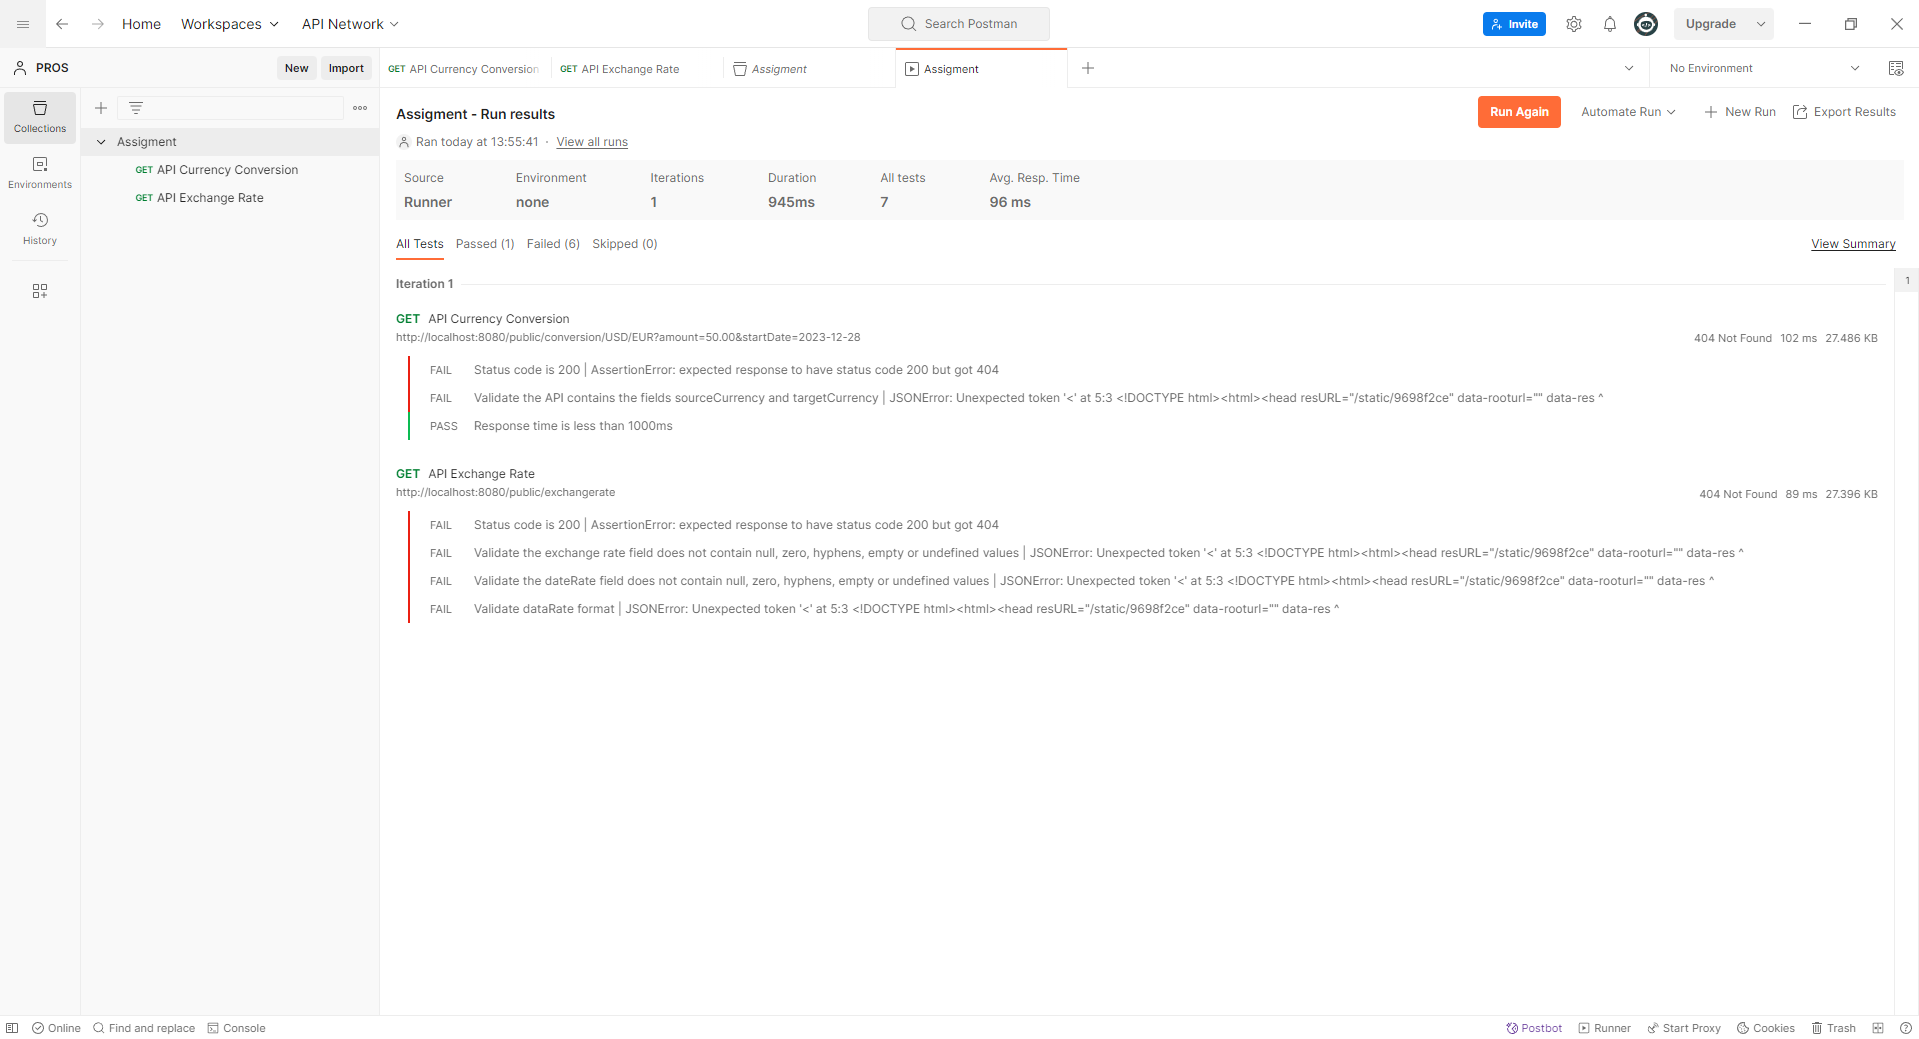 Home Workspaces API Network Search Postman Invite Upgrade
PROS New Import GET API Currency Conversion GET API Exchange Rate Assigment Assigment No Environment
Collections
Environments
History
Assigment
GET API Currency Conversion
GET API Exchange Rate
Assigment - Run results Run Again Automate Run New Run Export Results
Ran today at 13:55:41 · View all runs
Source Environment Iterations Duration All tests Avg. Resp. Time
Runner none 1 945ms 7 96 ms
All Tests Passed (1) Failed (6) Skipped (0) View Summary
Iteration 1 1
GET API Currency Conversion
http://localhost:8080/public/conversion/USD/EUR?amount=50.00&startDate=2023-12-28 404 Not Found 102 ms 27.486 KB
FAIL Status code is 200 | AssertionError: expected response to have status code 200 but got 404
FAIL Validate the API contains the fields sourceCurrency and targetCurrency | JSONError: Unexpected token '<' at 5:3 <!DOCTYPE html><html><head resURL="/static/9698f2ce" data-rooturl="" data-res ^
PASS Response time is less than 1000ms
GET API Exchange Rate
http://localhost:8080/public/exchangerate 404 Not Found 89 ms 27.396 KB
FAIL Status code is 200 | AssertionError: expected response to have status code 200 but got 404
FAIL Validate the exchange rate field does not contain null, zero, hyphens, empty or undefined values | JSONError: Unexpected token '<' at 5:3 <!DOCTYPE html><html><head resURL="/static/9698f2ce" data-rooturl="" data-res ^
FAIL Validate the dateRate field does not contain null, zero, hyphens, empty or undefined values | JSONError: Unexpected token '<' at 5:3 <!DOCTYPE html><html><head resURL="/static/9698f2ce" data-rooturl="" data-res ^
FAIL Validate dataRate format | JSONError: Unexpected token '<' at 5:3 <!DOCTYPE html><html><head resURL="/static/9698f2ce" data-rooturl="" data-res ^
Online Find and replace Console Postbot Runner Start Proxy Cookies Trash